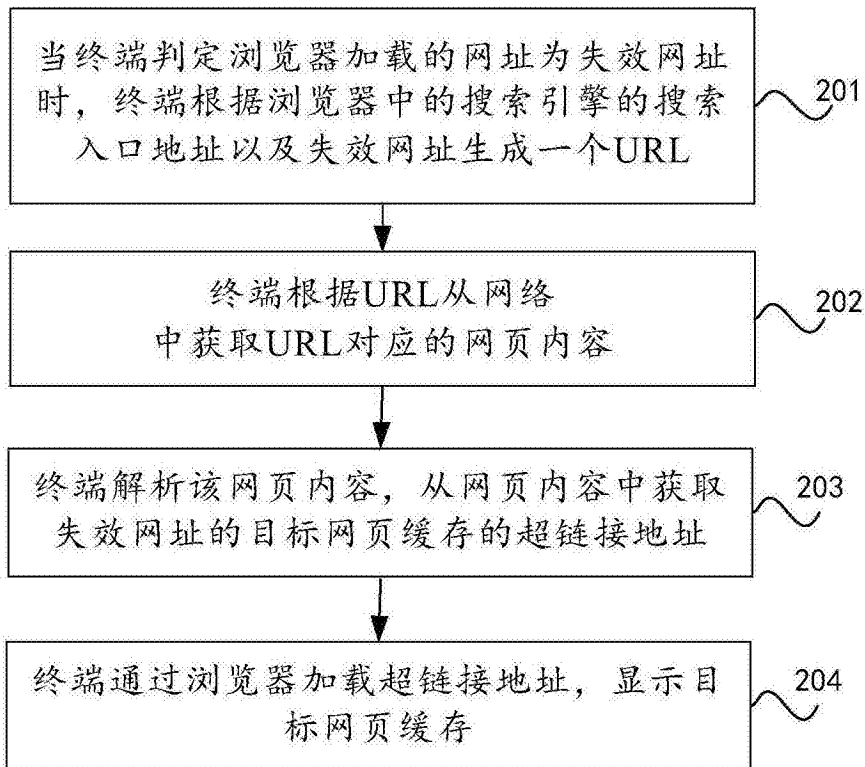 当终端判定浏览器加载的网址为失效网址
时，终端根据浏览器中的搜索引擎的搜索
入口地址以及失效网址生成一个URL
201
终端根据URL从网络
中获取URL对应的网页内容
202
终端解析该网页内容，从网页内容中获取
失效网址的目标网页缓存的超链接地址
203
终端通过浏览器加载超链接地址，显示目
标网页缓存
204